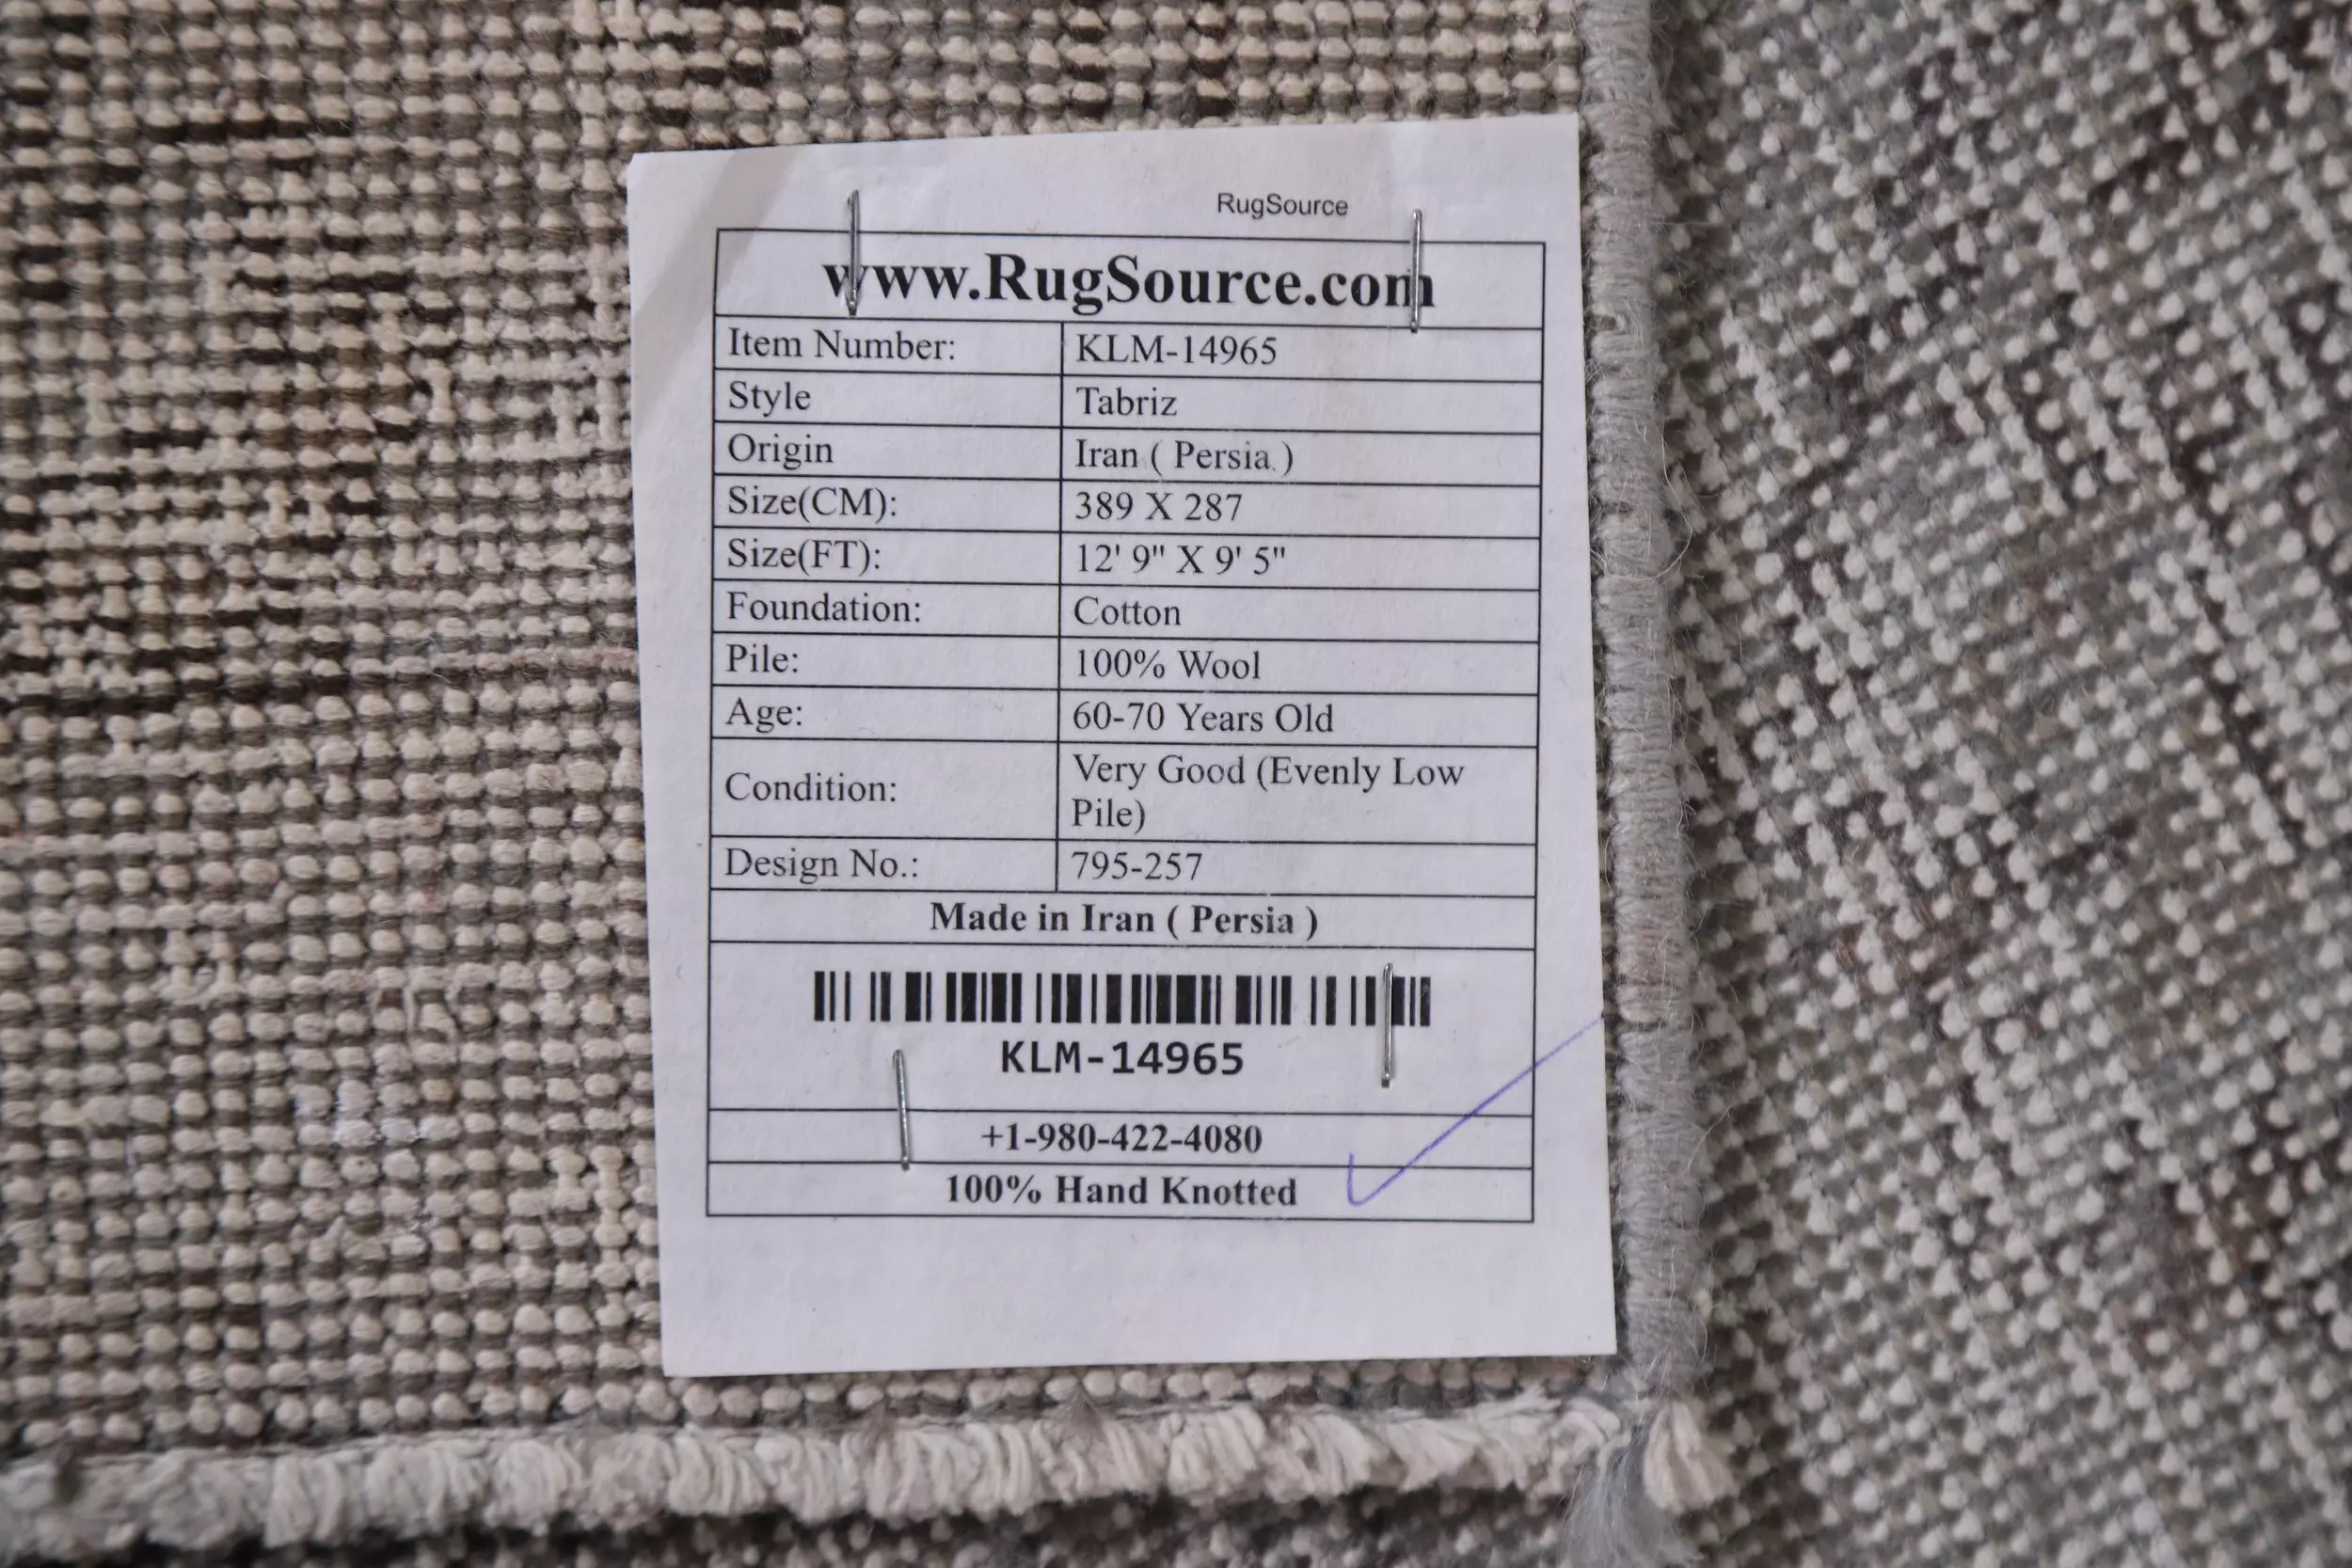 RugSource
www.RugSource.com
Item Number: KLM-14965
Style Tabriz
Origin Iran ( Persia )
Size(CM): 389 X 287
Size(FT): 12' 9" X 9' 5"
Foundation: Cotton
Pile: 100% Wool
Age: 60-70 Years Old
Condition: Very Good (Evenly Low
Pile)
Design No.: 795-257
Made in Iran ( Persia )
KLM-14965
+1-980-422-4080
100% Hand Knotted